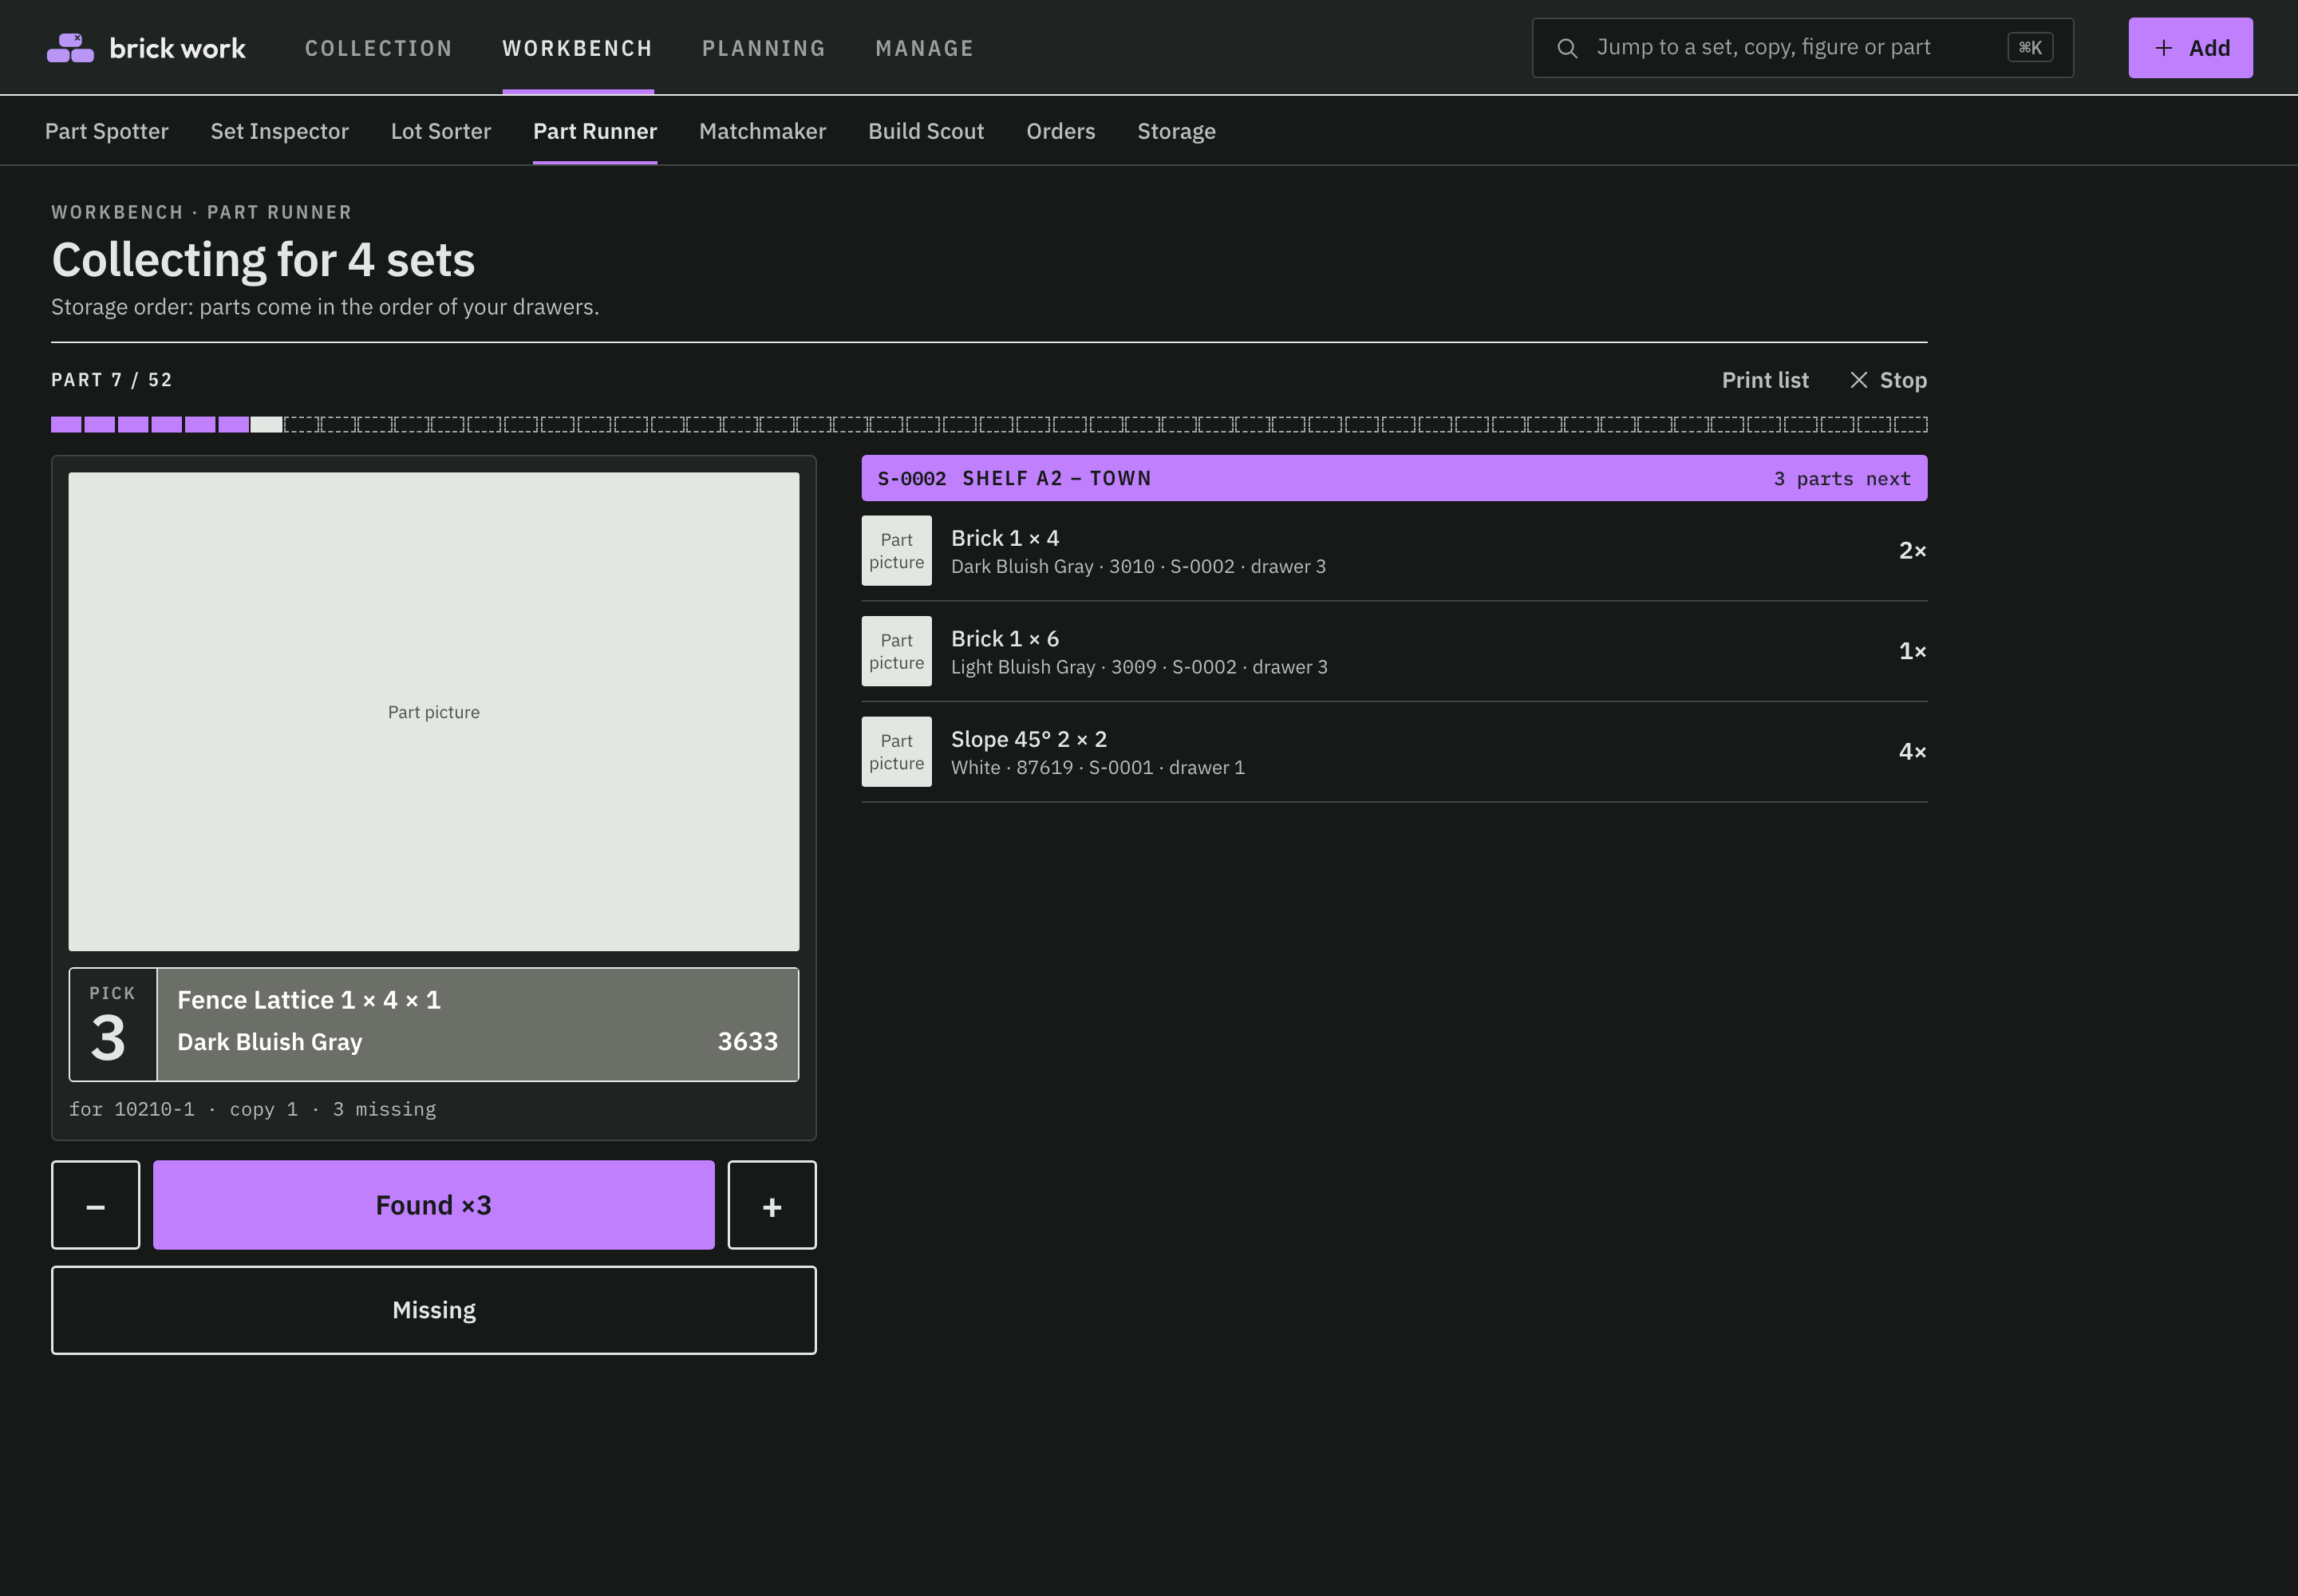 brick work
COLLECTION
WORKBENCH
PLANNING
MANAGE
Jump to a set, copy, figure or part
⌘K
+ Add
Part Spotter
Set Inspector
Lot Sorter
Part Runner
Matchmaker
Build Scout
Orders
Storage
WORKBENCH · PART RUNNER
Collecting for 4 sets
Storage order: parts come in the order of your drawers.
PART 7 / 52
Print list
Stop
Part picture
PICK
3
Fence Lattice 1 × 4 × 1
Dark Bluish Gray 3633
for 10210-1 · copy 1 · 3 missing
−
Found ×3
+
Missing
S-0002 SHELF A2 – TOWN 3 parts next
Part
picture
Brick 1 × 4
Dark Bluish Gray · 3010 · S-0002 · drawer 3
2×
Part
picture
Brick 1 × 6
Light Bluish Gray · 3009 · S-0002 · drawer 3
1×
Part
picture
Slope 45° 2 × 2
White · 87619 · S-0001 · drawer 1
4×